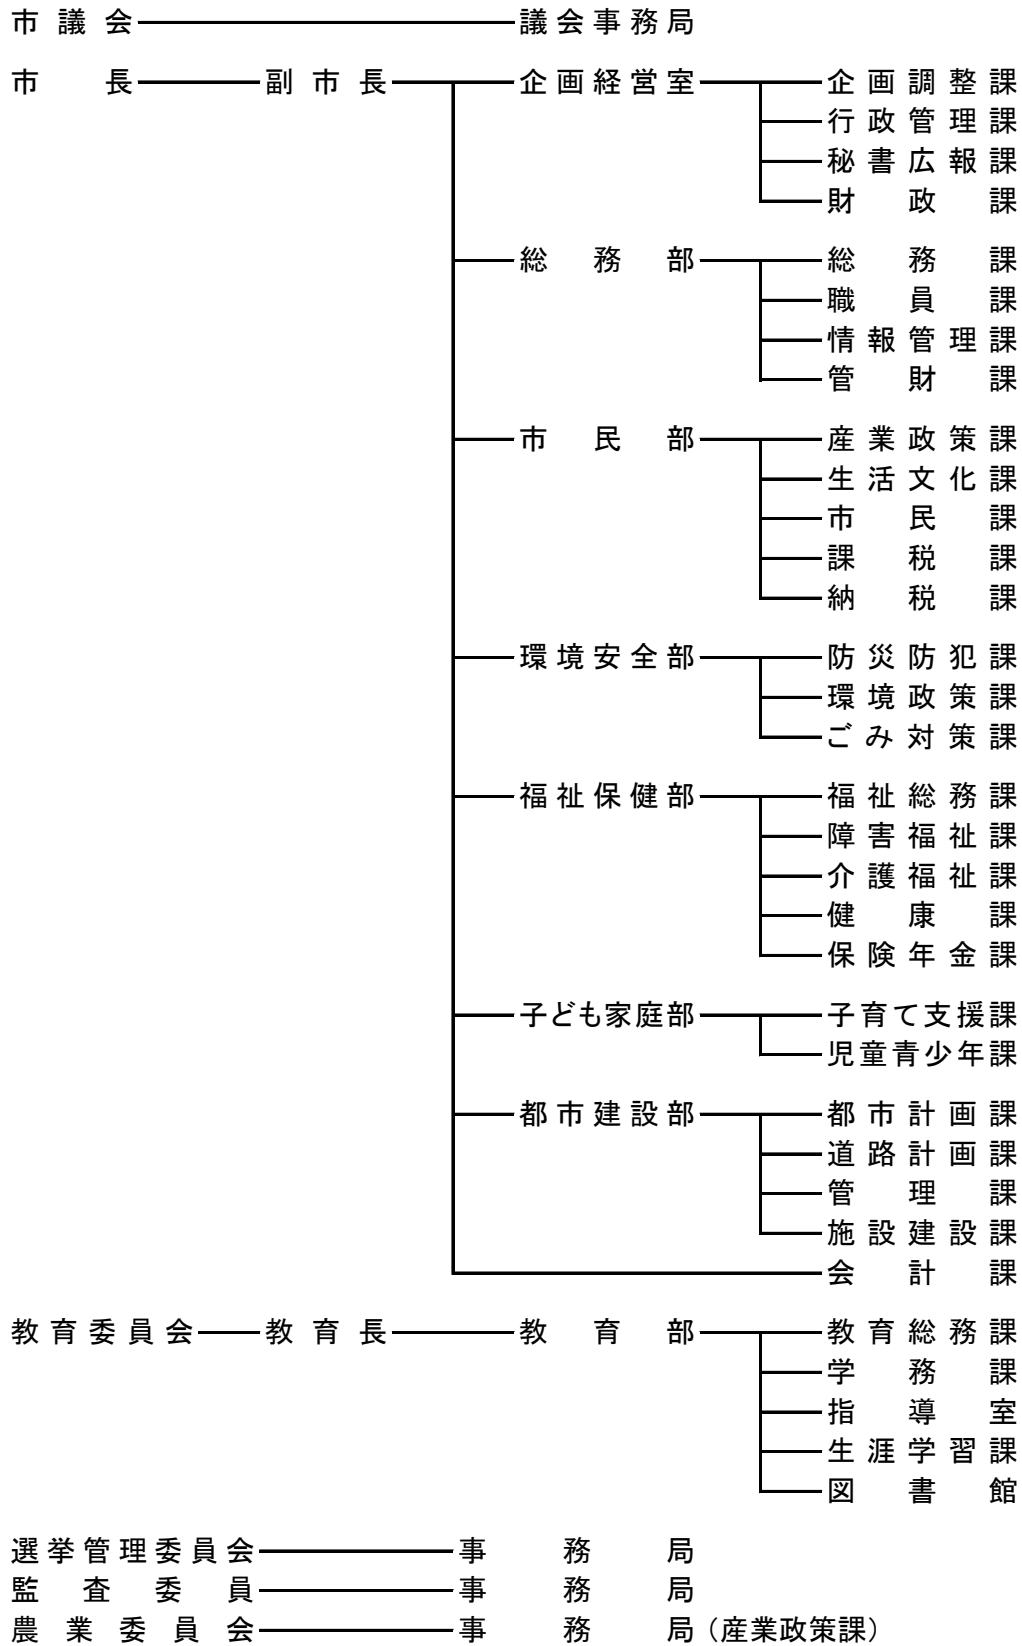 市議会 議会事務局
市長 副市長 企画経営室 企画調整課
行政管理課
秘書広報課
財政課
総務部 総務課
職員課
情報管理課
管財課
市民部 産業政策課
生活文化課
市民課
課税課
納税課
環境安全部 防災防犯課
環境政策課
ごみ対策課
福祉保健部 福祉総務課
障害福祉課
介護福祉課
健康課
保険年金課
子ども家庭部 子育て支援課
児童青少年課
都市建設部 都市計画課
道路計画課
管理課
施設建設課
会計課
教育委員会 教育長 教育部 教育総務課
学務課
指導室
生涯学習課
図書館
選挙管理委員会 事務局
監査委員 事務局
農業委員会 事務局（産業政策課）